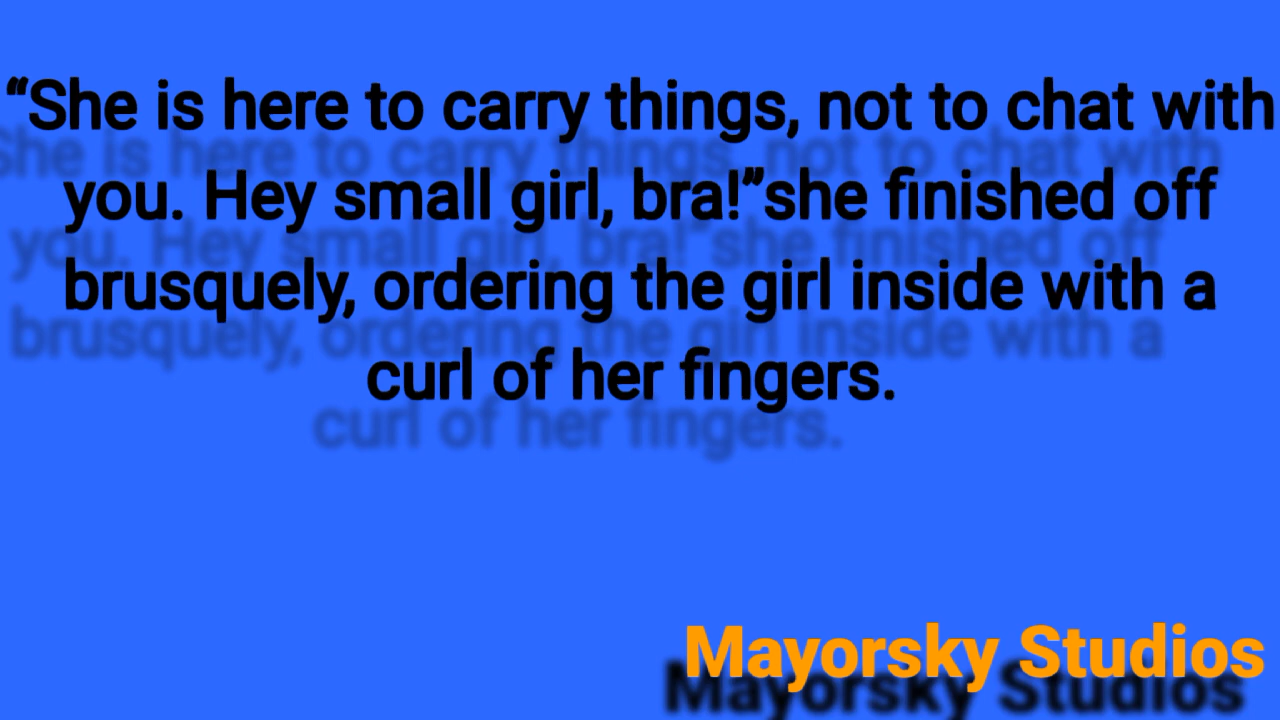 “She is here to carry things, not to chat with
you. Hey small girl, bra!”she finished off
brusquely, ordering the girl inside with a
curl of her fingers.
Mayorsky Studios